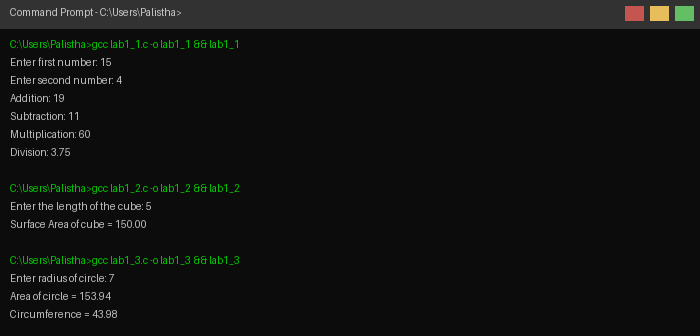 Command Prompt - C:\Users\Palistha>
C:\Users\Palistha>gcc lab1_1.c -o lab1_1 && lab1_1
Enter first number: 15
Enter second number: 4
Addition: 19
Subtraction: 11
Multiplication: 60
Division: 3.75
C:\Users\Palistha>gcc lab1_2.c -o lab1_2 && lab1_2
Enter the length of the cube: 5
Surface Area of cube = 150.00
C:\Users\Palistha>gcc lab1_3.c -o lab1_3 && lab1_3
Enter radius of circle: 7
Area of circle = 153.94
Circumference = 43.98